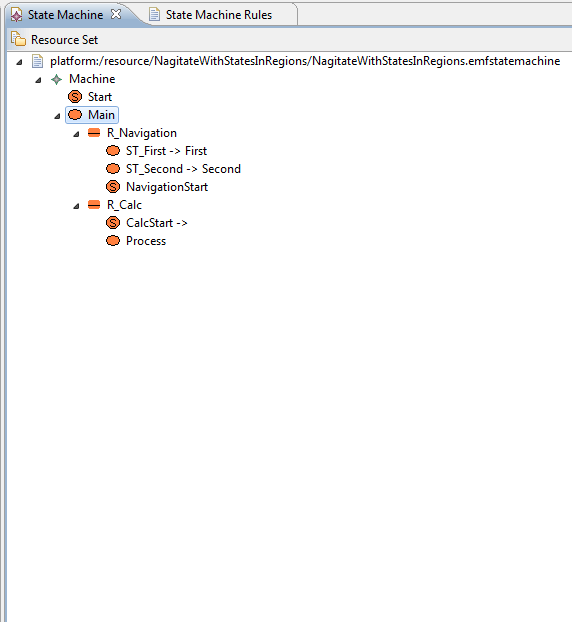 State Machine State Machine Rules
Resource Set
platform:/resource/NagitateWithStatesInRegions/NagitateWithStatesInRegions.emfstatemachine
Machine
S Start
Main
R_Navigation
ST_First -> First
ST_Second -> Second
S NavigationStart
R_Calc
S CalcStart ->
Process